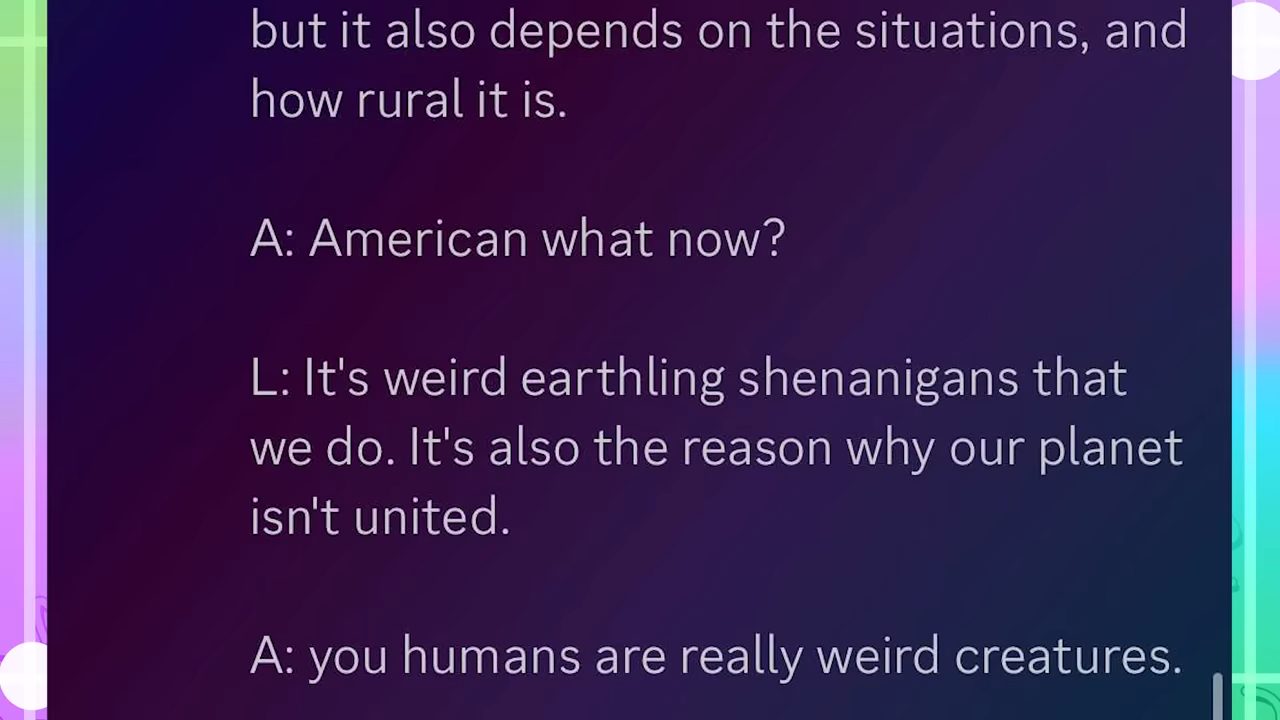 but it also depends on the situations, and
how rural it is.
A: American what now?
L: It's weird earthling shenanigans that
we do. It's also the reason why our planet
isn't united.
A: you humans are really weird creatures.